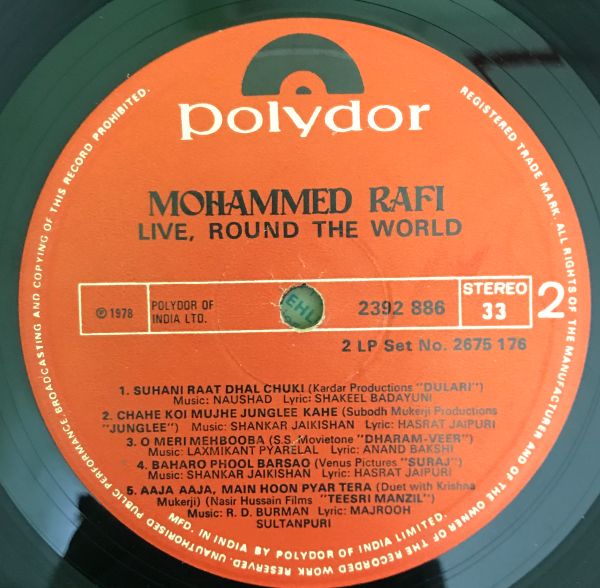 polydor
MOHAMMED RAFI
LIVE, ROUND THE WORLD
℗ 1978
POLYDOR OF
INDIA LTD.
EHL
2392 886
STEREO
33
2
2 LP Set No. 2675 176
1. SUHANI RAAT DHAL CHUKI (Kardar Productions "DULARI")
Music: NAUSHAD Lyric: SHAKEEL BADAYUNI
2. CHAHE KOI MUJHE JUNGLEE KAHE (Subodh Mukerji Productions
"JUNGLEE") Music: SHANKAR JAIKISHAN Lyric: HASRAT JAIPURI
3. O MERI MEHBOOBA (S.S. Movietone "DHARAM-VEER")
Music: LAXMIKANT PYARELAL Lyric: ANAND BAKSHI
4. BAHARO PHOOL BARSAO (Venus Pictures "SURAJ")
Music: SHANKAR JAIKISHAN Lyric: HASRAT JAIPURI
5. AAJA AAJA, MAIN HOON PYAR TERA (Duet with Krishna
Mukerji) (Nasir Hussain Films "TEESRI MANZIL")
Music: R. D. BURMAN Lyric: MAJROOH
SULTANPURI
MFD. IN INDIA BY POLYDOR OF INDIA LIMITED.
REGISTERED TRADE MARK. ALL RIGHTS OF THE MANUFACTURER AND OF THE OWNER OF THE RECORDED WORK RESERVED. UNAUTHORISED PUBLIC PERFORMANCE, BROADCASTING AND COPYING OF THIS RECORD PROHIBITED.